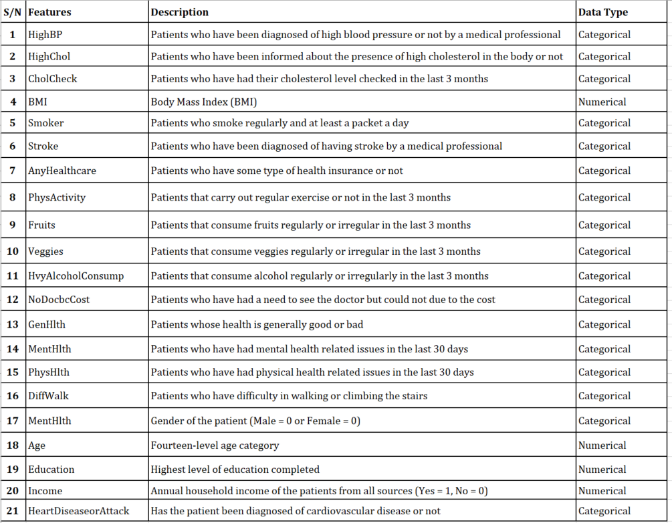 S/N Features Description Data Type
1 HighBP Patients who have been diagnosed of high blood pressure or not by a medical professional Categorical
2 HighChol Patients who have been informed about the presence of high cholesterol in the body or not Categorical
3 CholCheck Patients who have had their cholesterol level checked in the last 3 months Categorical
4 BMI Body Mass Index (BMI) Numerical
5 Smoker Patients who smoke regularly and at least a packet a day Categorical
6 Stroke Patients who have been diagnosed of having stroke by a medical professional Categorical
7 AnyHealthcare Patients who have some type of health insurance or not Categorical
8 PhysActivity Patients that carry out regular exercise or not in the last 3 months Categorical
9 Fruits Patients that consume fruits regularly or irregular in the last 3 months Categorical
10 Veggies Patients that consume veggies regularly or irregular in the last 3 months Categorical
11 HvyAlcoholConsump Patients that consume alcohol regularly or irregularly in the last 3 months Categorical
12 NoDocbcCost Patients who have had a need to see the doctor but could not due to the cost Categorical
13 GenHlth Patients whose health is generally good or bad Categorical
14 MentHlth Patients who have had mental health related issues in the last 30 days Categorical
15 PhysHlth Patients who have had physical health related issues in the last 30 days Categorical
16 DiffWalk Patients who have difficulty in walking or climbing the stairs Categorical
17 MentHlth Gender of the patient (Male = 0 or Female = 0) Categorical
18 Age Fourteen-level age category Numerical
19 Education Highest level of education completed Numerical
20 Income Annual household income of the patients from all sources (Yes = 1, No = 0) Numerical
21 HeartDiseaseorAttack Has the patient been diagnosed of cardiovascular disease or not Categorical